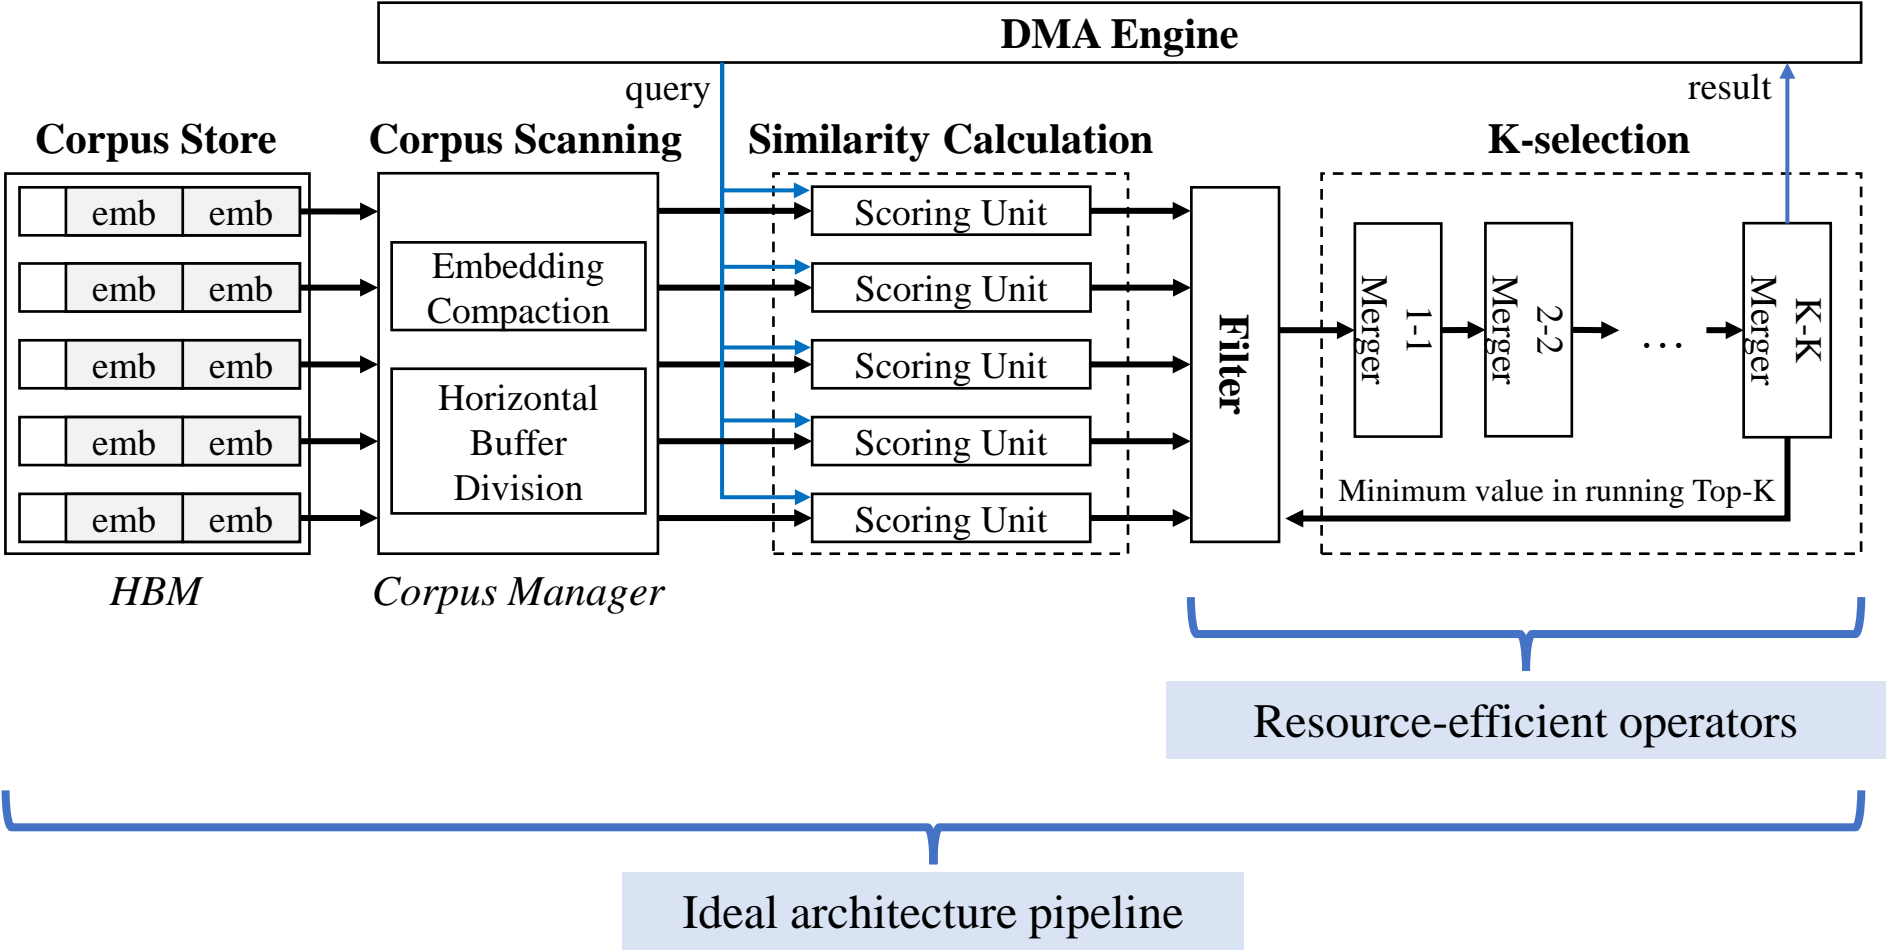 DMA Engine
query
result
Corpus Store
Corpus Scanning
Similarity Calculation
K-selection
emb emb
emb emb
emb emb
emb emb
emb emb
HBM
Embedding
Compaction
Horizontal
Buffer
Division
Corpus Manager
Scoring Unit
Scoring Unit
Scoring Unit
Scoring Unit
Scoring Unit
Filter
1-1
Merger
2-2
Merger
...
K-K
Merger
Minimum value in running Top-K
Resource-efficient operators
Ideal architecture pipeline